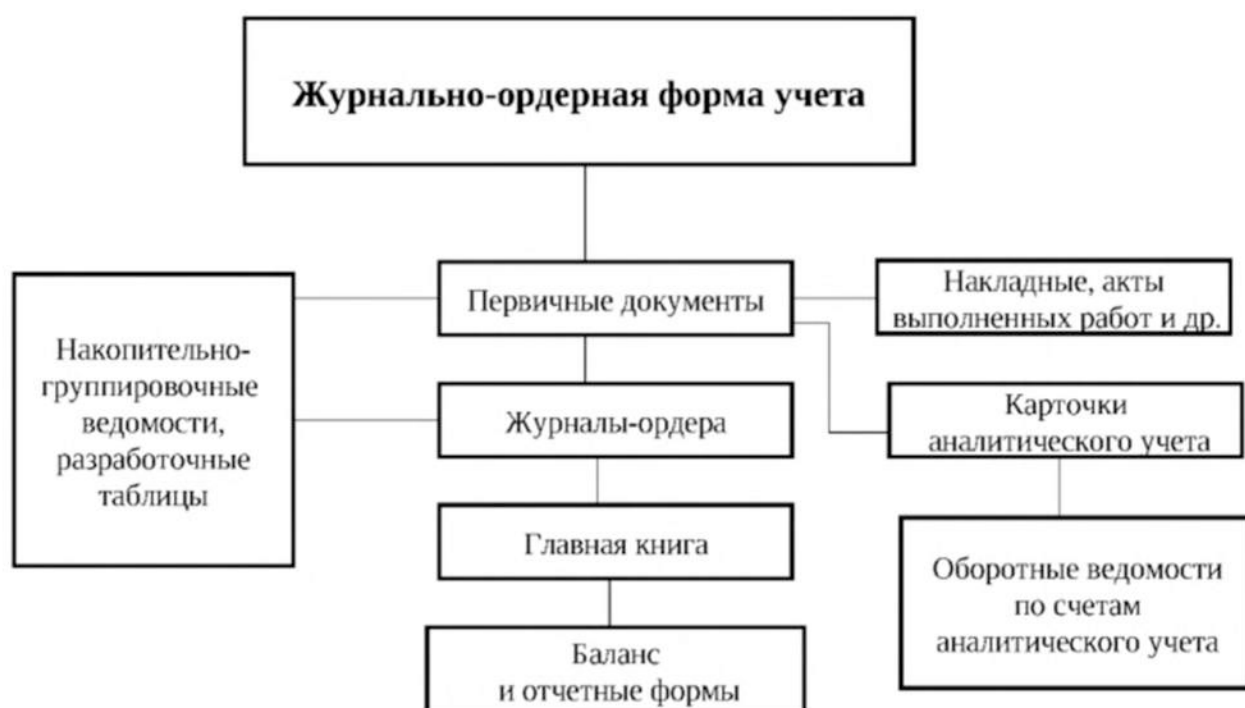 Журнально-ордерная форма учета
Первичные документы
Накладные, акты
выполненных работ и др.
Накопительно-
группировочные
ведомости,
разработочные
таблицы
Журналы-ордера
Карточки
аналитического учета
Главная книга
Оборотные ведомости
по счетам
аналитического учета
Баланс
и отчетные формы